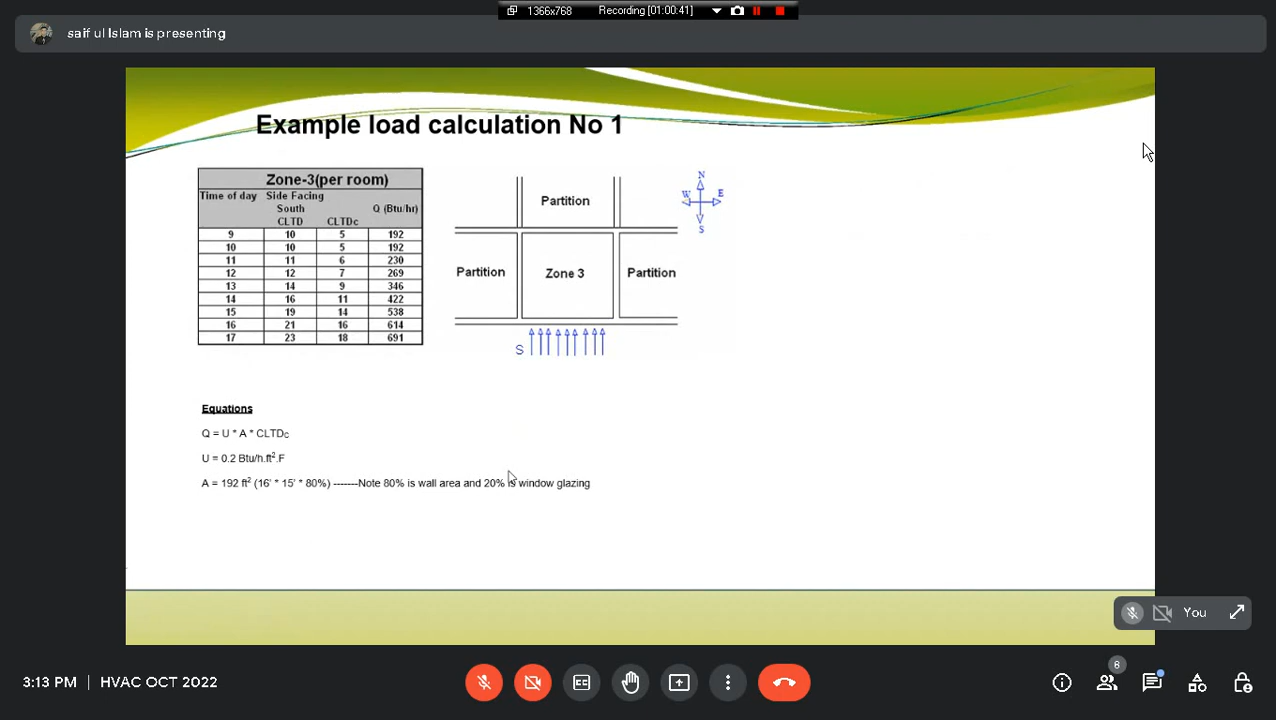 1366x768 Recording [01:00:41]
saif ul Islam is presenting
Example load calculation No 1
Zone-3(per room)
Time of day Side Facing
South Q (Btu/hr)
CLTD CLTDc
9 10 5 192
10 10 5 192
11 11 6 230
12 12 7 269
13 14 9 346
14 16 11 422
15 19 14 538
16 21 16 614
17 23 18 691
Partition
Partition Zone 3 Partition
S
N
W E
S
Equations
Q = U * A * CLTDc
U = 0.2 Btu/h.ft².F
A = 192 ft² (16' * 15' * 80%) -------Note 80% is wall area and 20% is window glazing
You
3:13 PM | HVAC OCT 2022
8